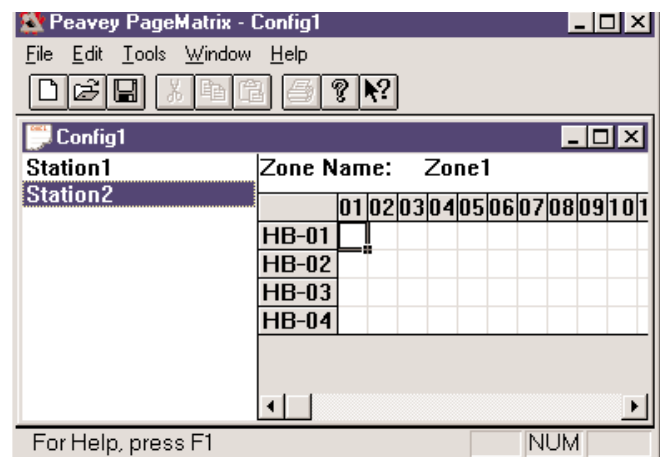 Peavey PageMatrix - Config1
File Edit Tools Window Help
Config1
Station1
Station2
Zone Name: Zone1
01 02 03 04 05 06 07 08 09 10 1
HB-01
HB-02
HB-03
HB-04
For Help, press F1
NUM